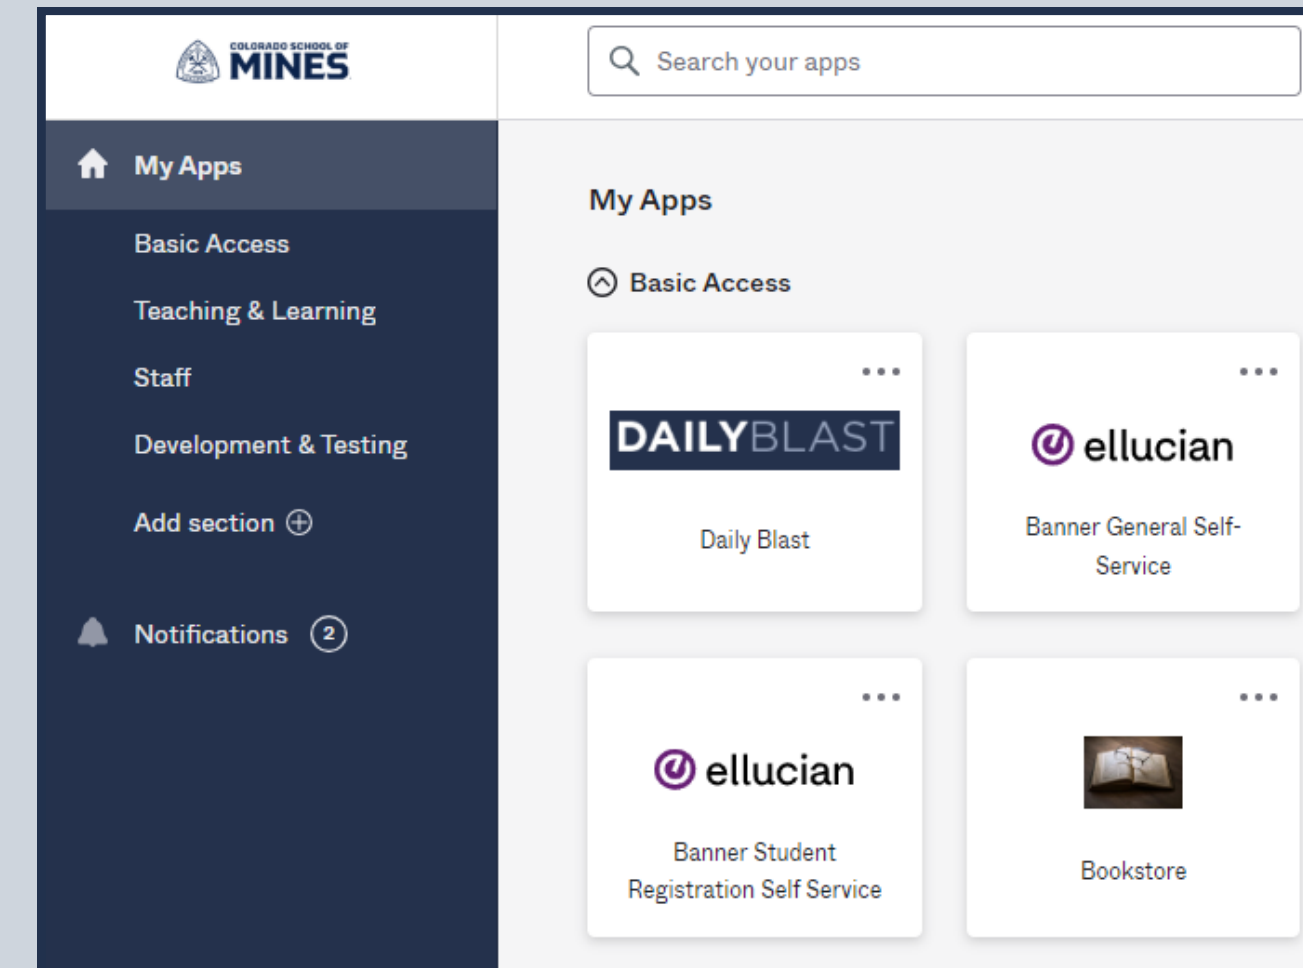 COLORADO SCHOOL OF
MINES
Search your apps
My Apps
Basic Access
Teaching & Learning
Staff
Development & Testing
Add section
Notifications 2
My Apps
Basic Access
DAILYBLAST
Daily Blast
ellucian
Banner General Self-
Service
ellucian
Banner Student
Registration Self Service
Bookstore